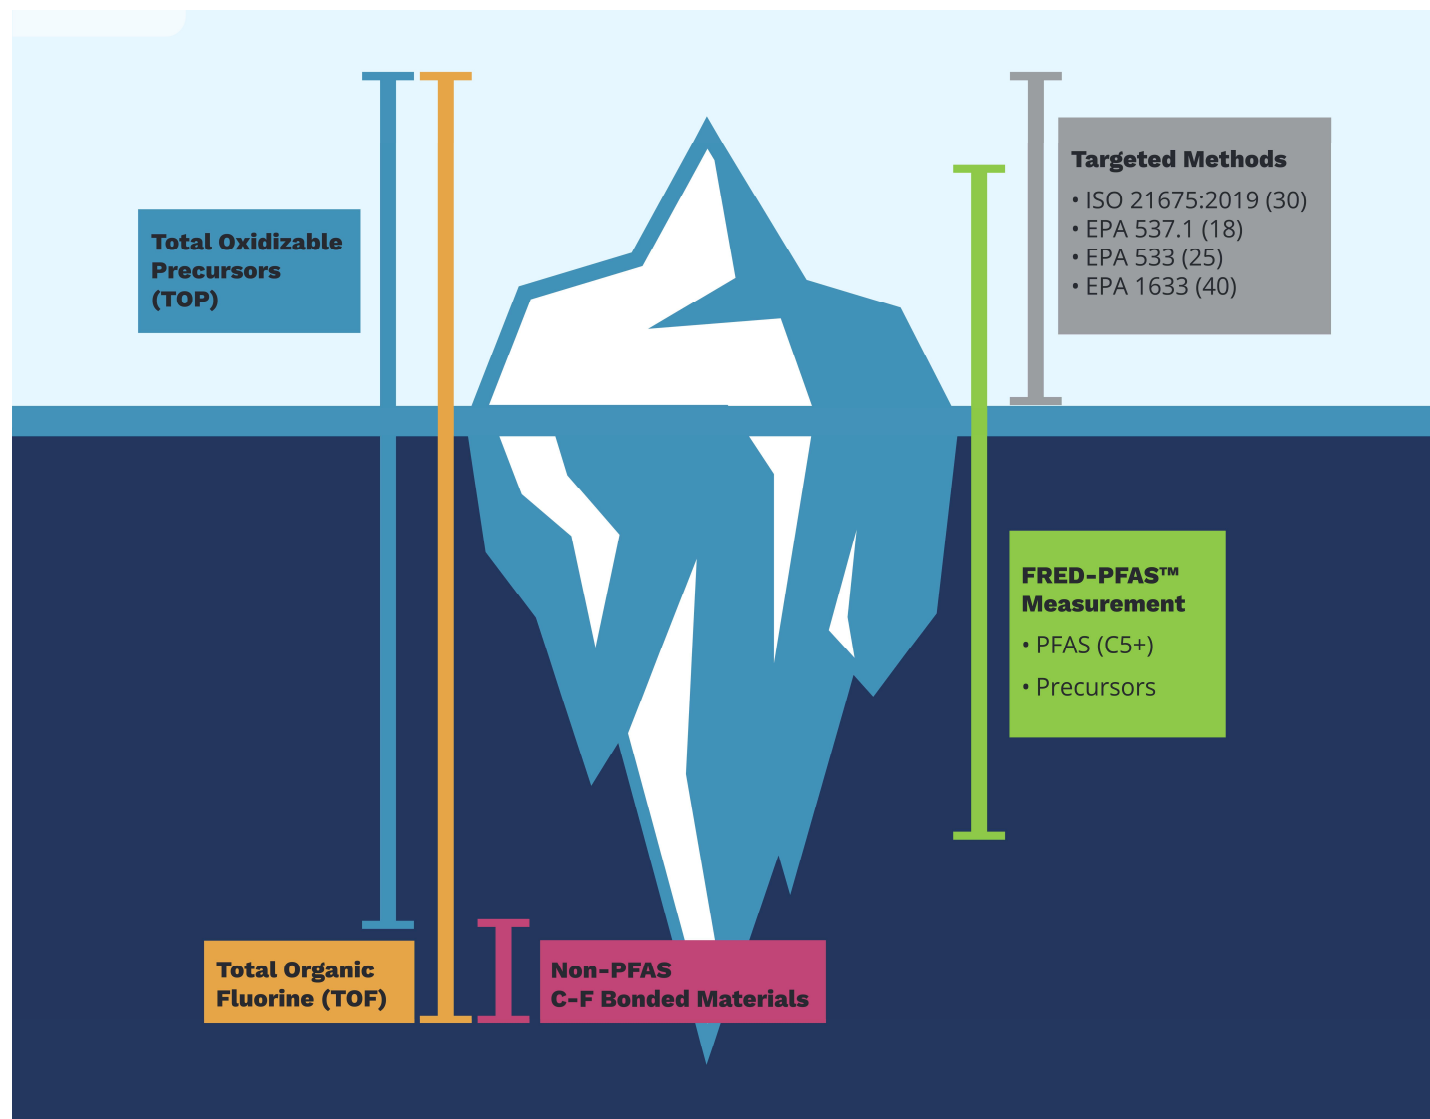 Total Oxidizable
Precursors
(TOP)
Targeted Methods
• ISO 21675:2019 (30)
• EPA 537.1 (18)
• EPA 533 (25)
• EPA 1633 (40)
FRED-PFAS™
Measurement
• PFAS (C5+)
• Precursors
Total Organic
Fluorine (TOF)
Non-PFAS
C-F Bonded Materials